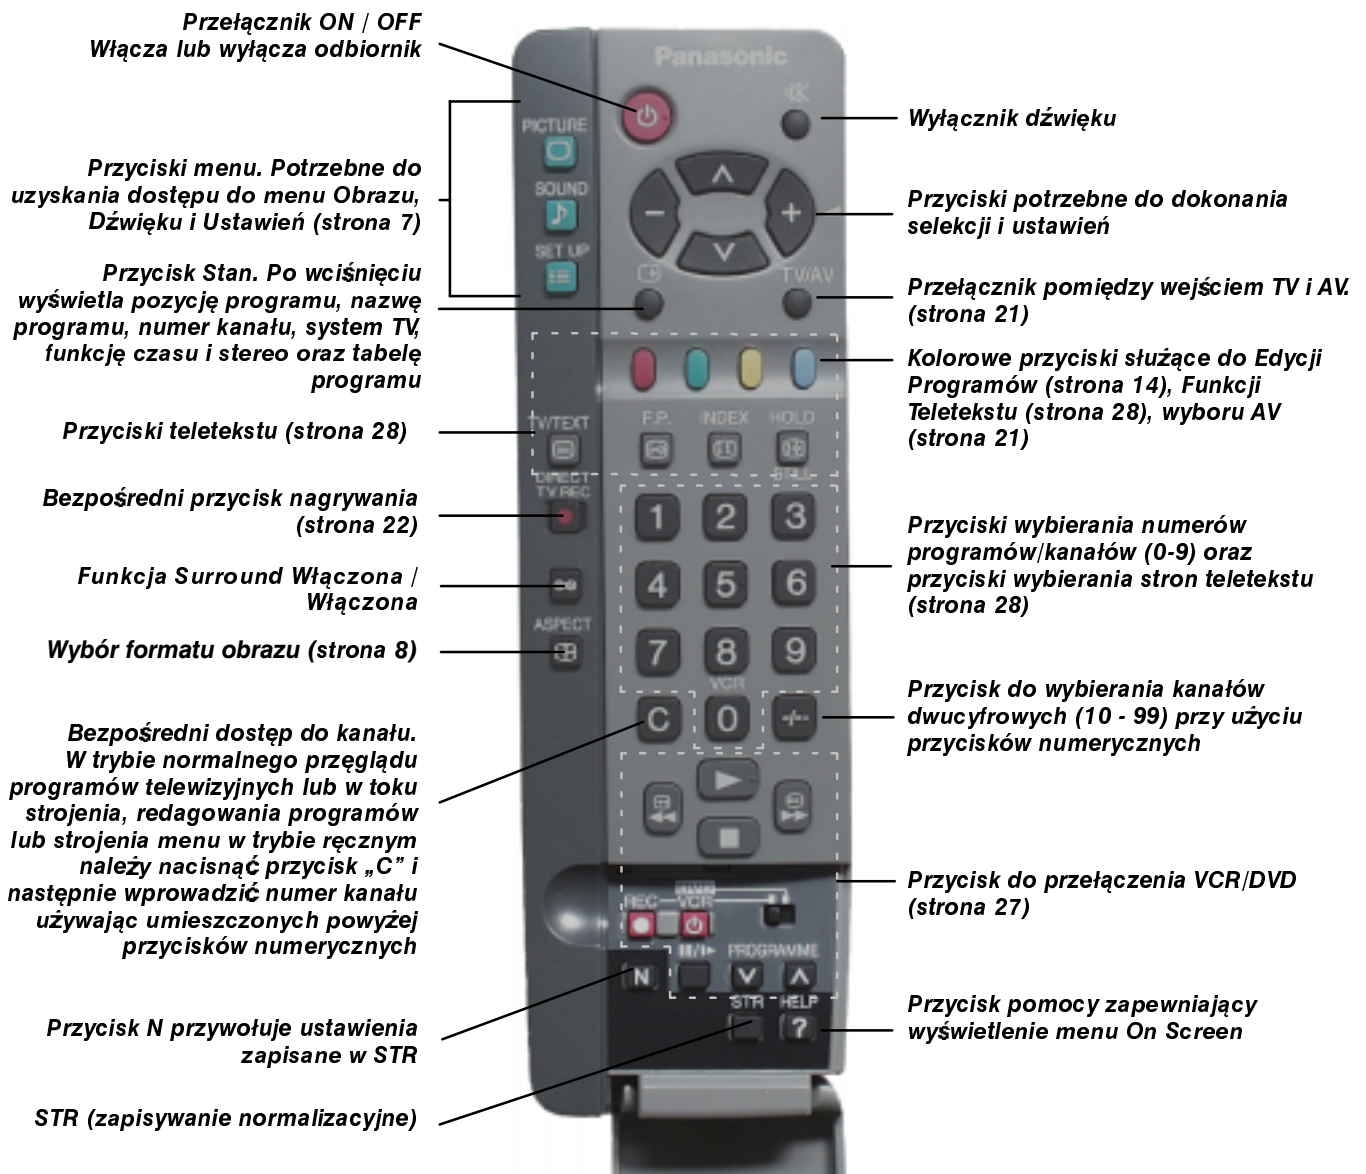 Przełącznik ON / OFF
Włącza lub wyłącza odbiornik
Przyciski menu. Potrzebne do
uzyskania dostępu do menu Obrazu,
Dźwięku i Ustawień (strona 7)
Przycisk Stan. Po wciśnięciu
wyświetla pozycję programu, nazwę
programu, numer kanału, system TV,
funkcję czasu i stereo oraz tabelę
programu
Przyciski teletekstu (strona 28)
Bezpośredni przycisk nagrywania
(strona 22)
Funkcja Surround Włączona /
Włączona
Wybór formatu obrazu (strona 8)
Bezpośredni dostęp do kanału.
W trybie normalnego przęglądu
programów telewizyjnych lub w toku
strojenia, redagowania programów
lub strojenia menu w trybie ręcznym
należy nacisnąć przycisk „C” i
następnie wprowadzić numer kanału
używając umieszczonych powyżej
przycisków numerycznych
Przycisk N przywołuje ustawienia
zapisane w STR
STR (zapisywanie normalizacyjne)
Panasonic
PICTURE
SOUND
SET UP
TV/AV
TV/TEXT
F.P.
INDEX
HOLD
STILL
DIRECT
TV REC
1
2
3
4
5
6
ASPECT
7
8
9
VCR
C
0
-/--
REC
VCR
PROGRAMME
N
STR
HELP
?
Wyłącznik dźwięku
Przyciski potrzebne do dokonania
selekcji i ustawień
Przełącznik pomiędzy wejściem TV i AV.
(strona 21)
Kolorowe przyciski służące do Edycji
Programów (strona 14), Funkcji
Teletekstu (strona 28), wyboru AV
(strona 21)
Przyciski wybierania numerów
programów/kanałów (0-9) oraz
przyciski wybierania stron teletekstu
(strona 28)
Przycisk do wybierania kanałów
dwucyfrowych (10 - 99) przy użyciu
przycisków numerycznych
Przycisk do przełączenia VCR/DVD
(strona 27)
Przycisk pomocy zapewniający
wyświetlenie menu On Screen